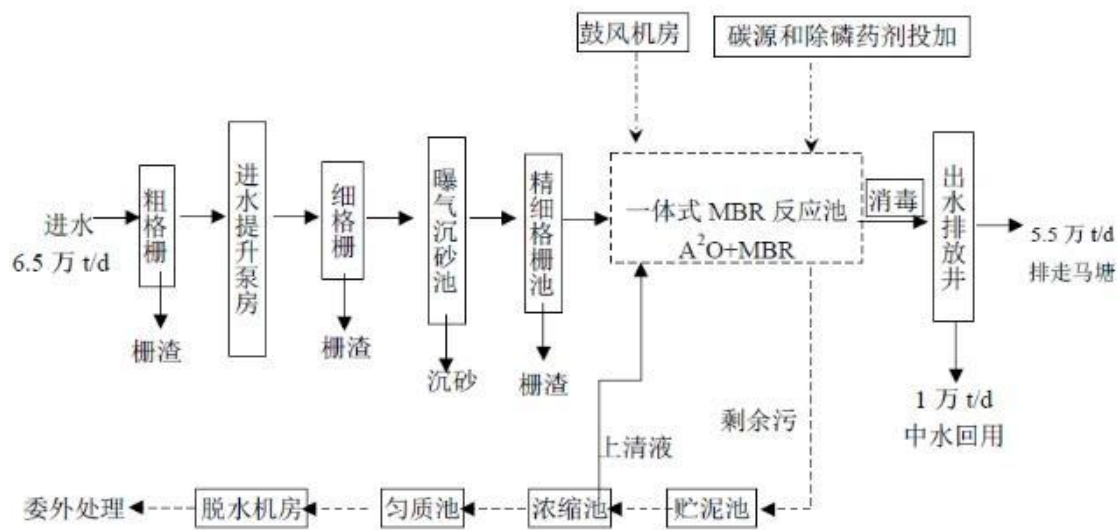 鼓风机房
碳源和除磷药剂投加
进水
6.5 万 t/d
粗格栅
进水提升泵房
细格栅
曝气沉砂池
精细格栅池
一体式 MBR 反应池
A²O+MBR
消毒
出水排放井
5.5 万 t/d
排走马塘
栅渣
栅渣
沉砂
栅渣
1 万 t/d
中水回用
上清液
剩余污
委外处理
脱水机房
匀质池
浓缩池
贮泥池